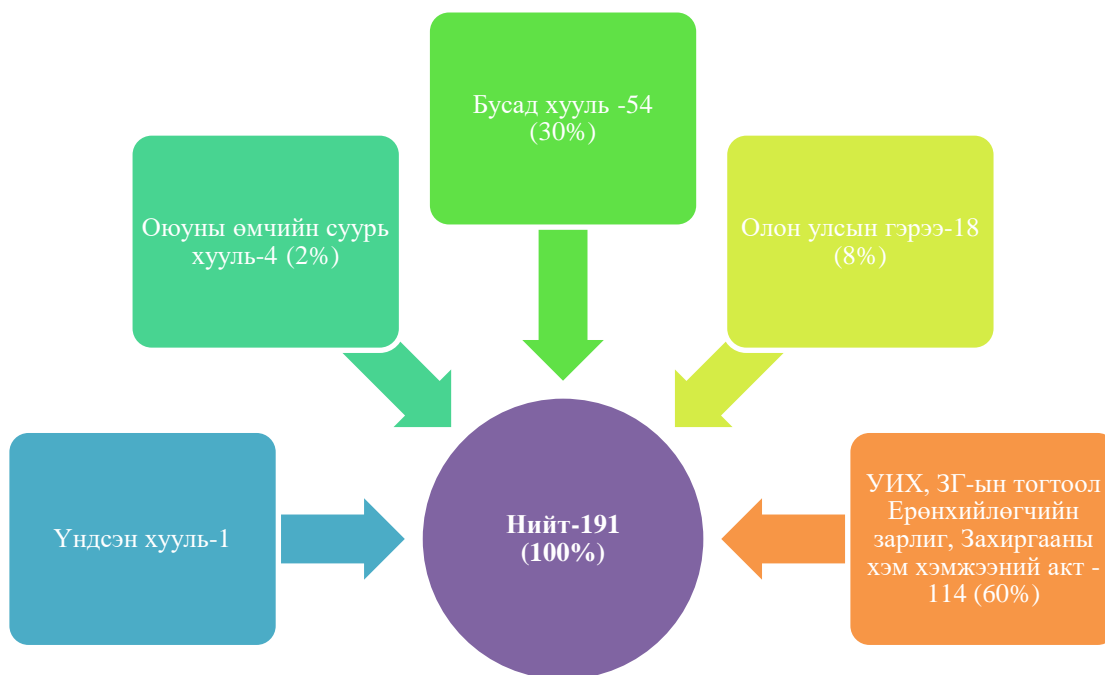 Бусад хууль -54
(30%)
Оюуны өмчийн суурь
хууль-4 (2%)
Олон улсын гэрээ-18
(8%)
Үндсэн хууль-1
Нийт-191
(100%)
УИХ, ЗГ-ын тогтоол
Ерөнхийлөгчийн
зарлиг, Захиргааны
хэм хэмжээний акт -
114 (60%)